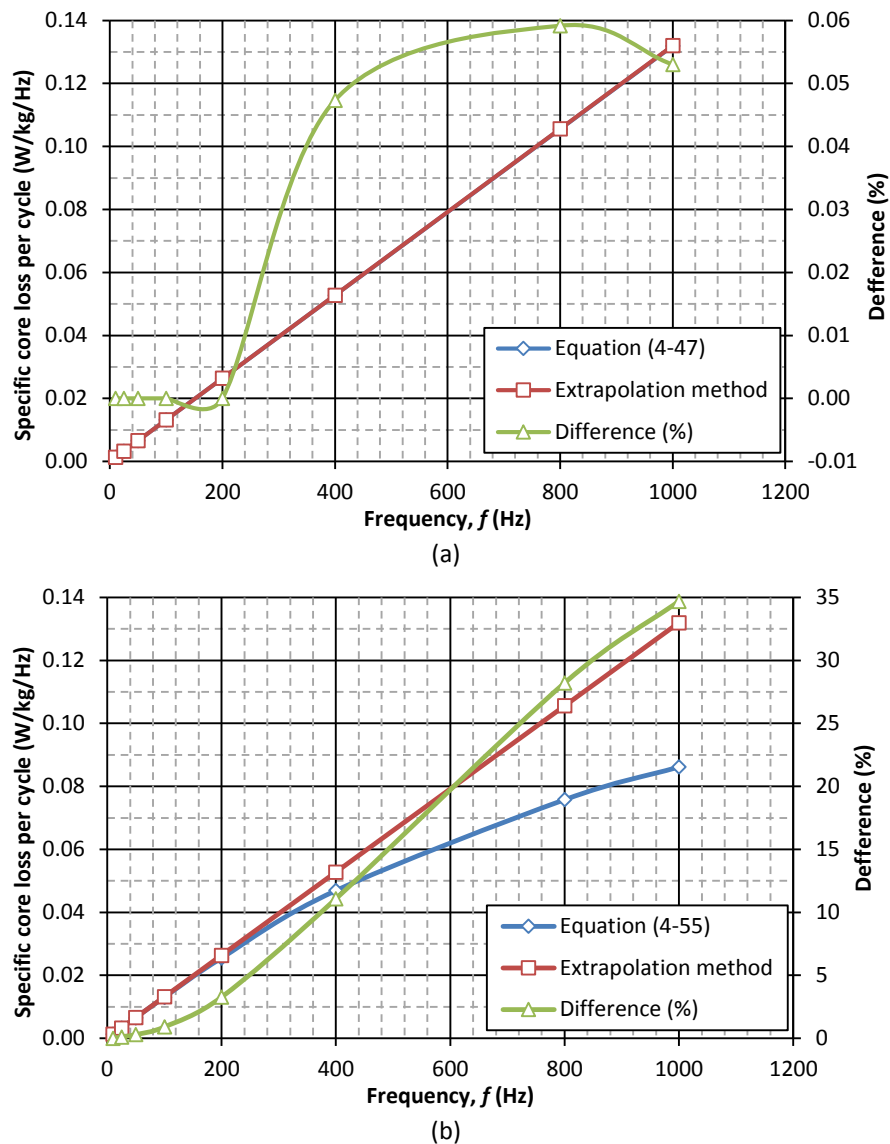 0.14
0.12
0.10
0.08
0.06
0.04
0.02
0.00
Specific core loss per cycle (W/kg/Hz)
0.06
0.05
0.04
0.03
0.02
0.01
0.00
-0.01
Defference (%)
Equation (4-47)
Extrapolation method
Difference (%)
0 200 400 600 800 1000 1200
Frequency, f (Hz)
(a)
0.14
0.12
0.10
0.08
0.06
0.04
0.02
0.00
Specific core loss per cycle (W/kg/Hz)
35
30
25
20
15
10
5
0
Defference (%)
Equation (4-55)
Extrapolation method
Difference (%)
0 200 400 600 800 1000 1200
Frequency, f (Hz)
(b)